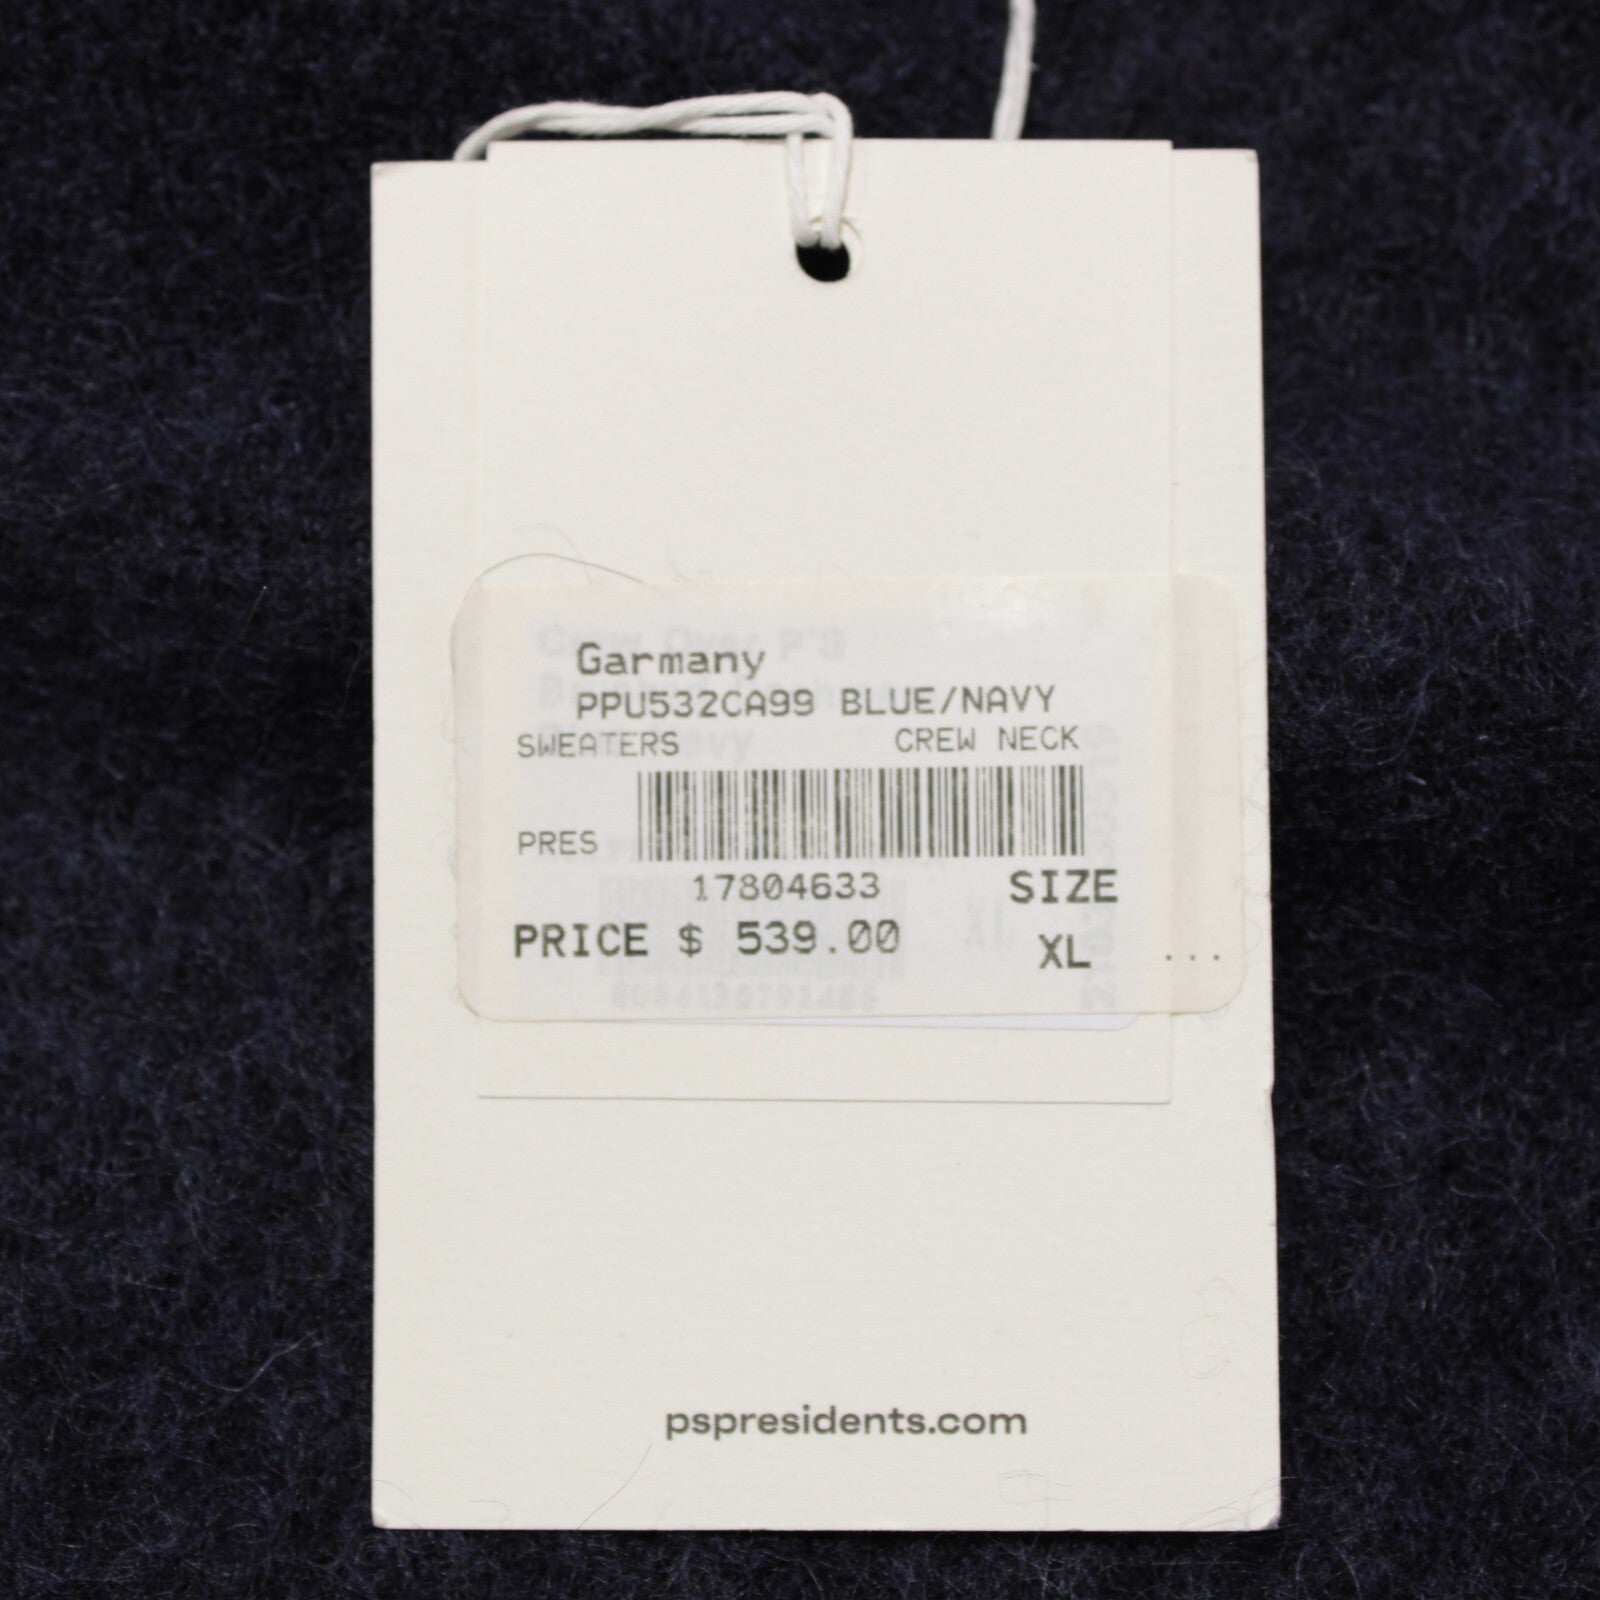 Garmany
PPU532CA99 BLUE/NAVY
SWEATERS CREW NECK
PRES
17804633 SIZE
PRICE $ 539.00 XL ...
pspresidents.com